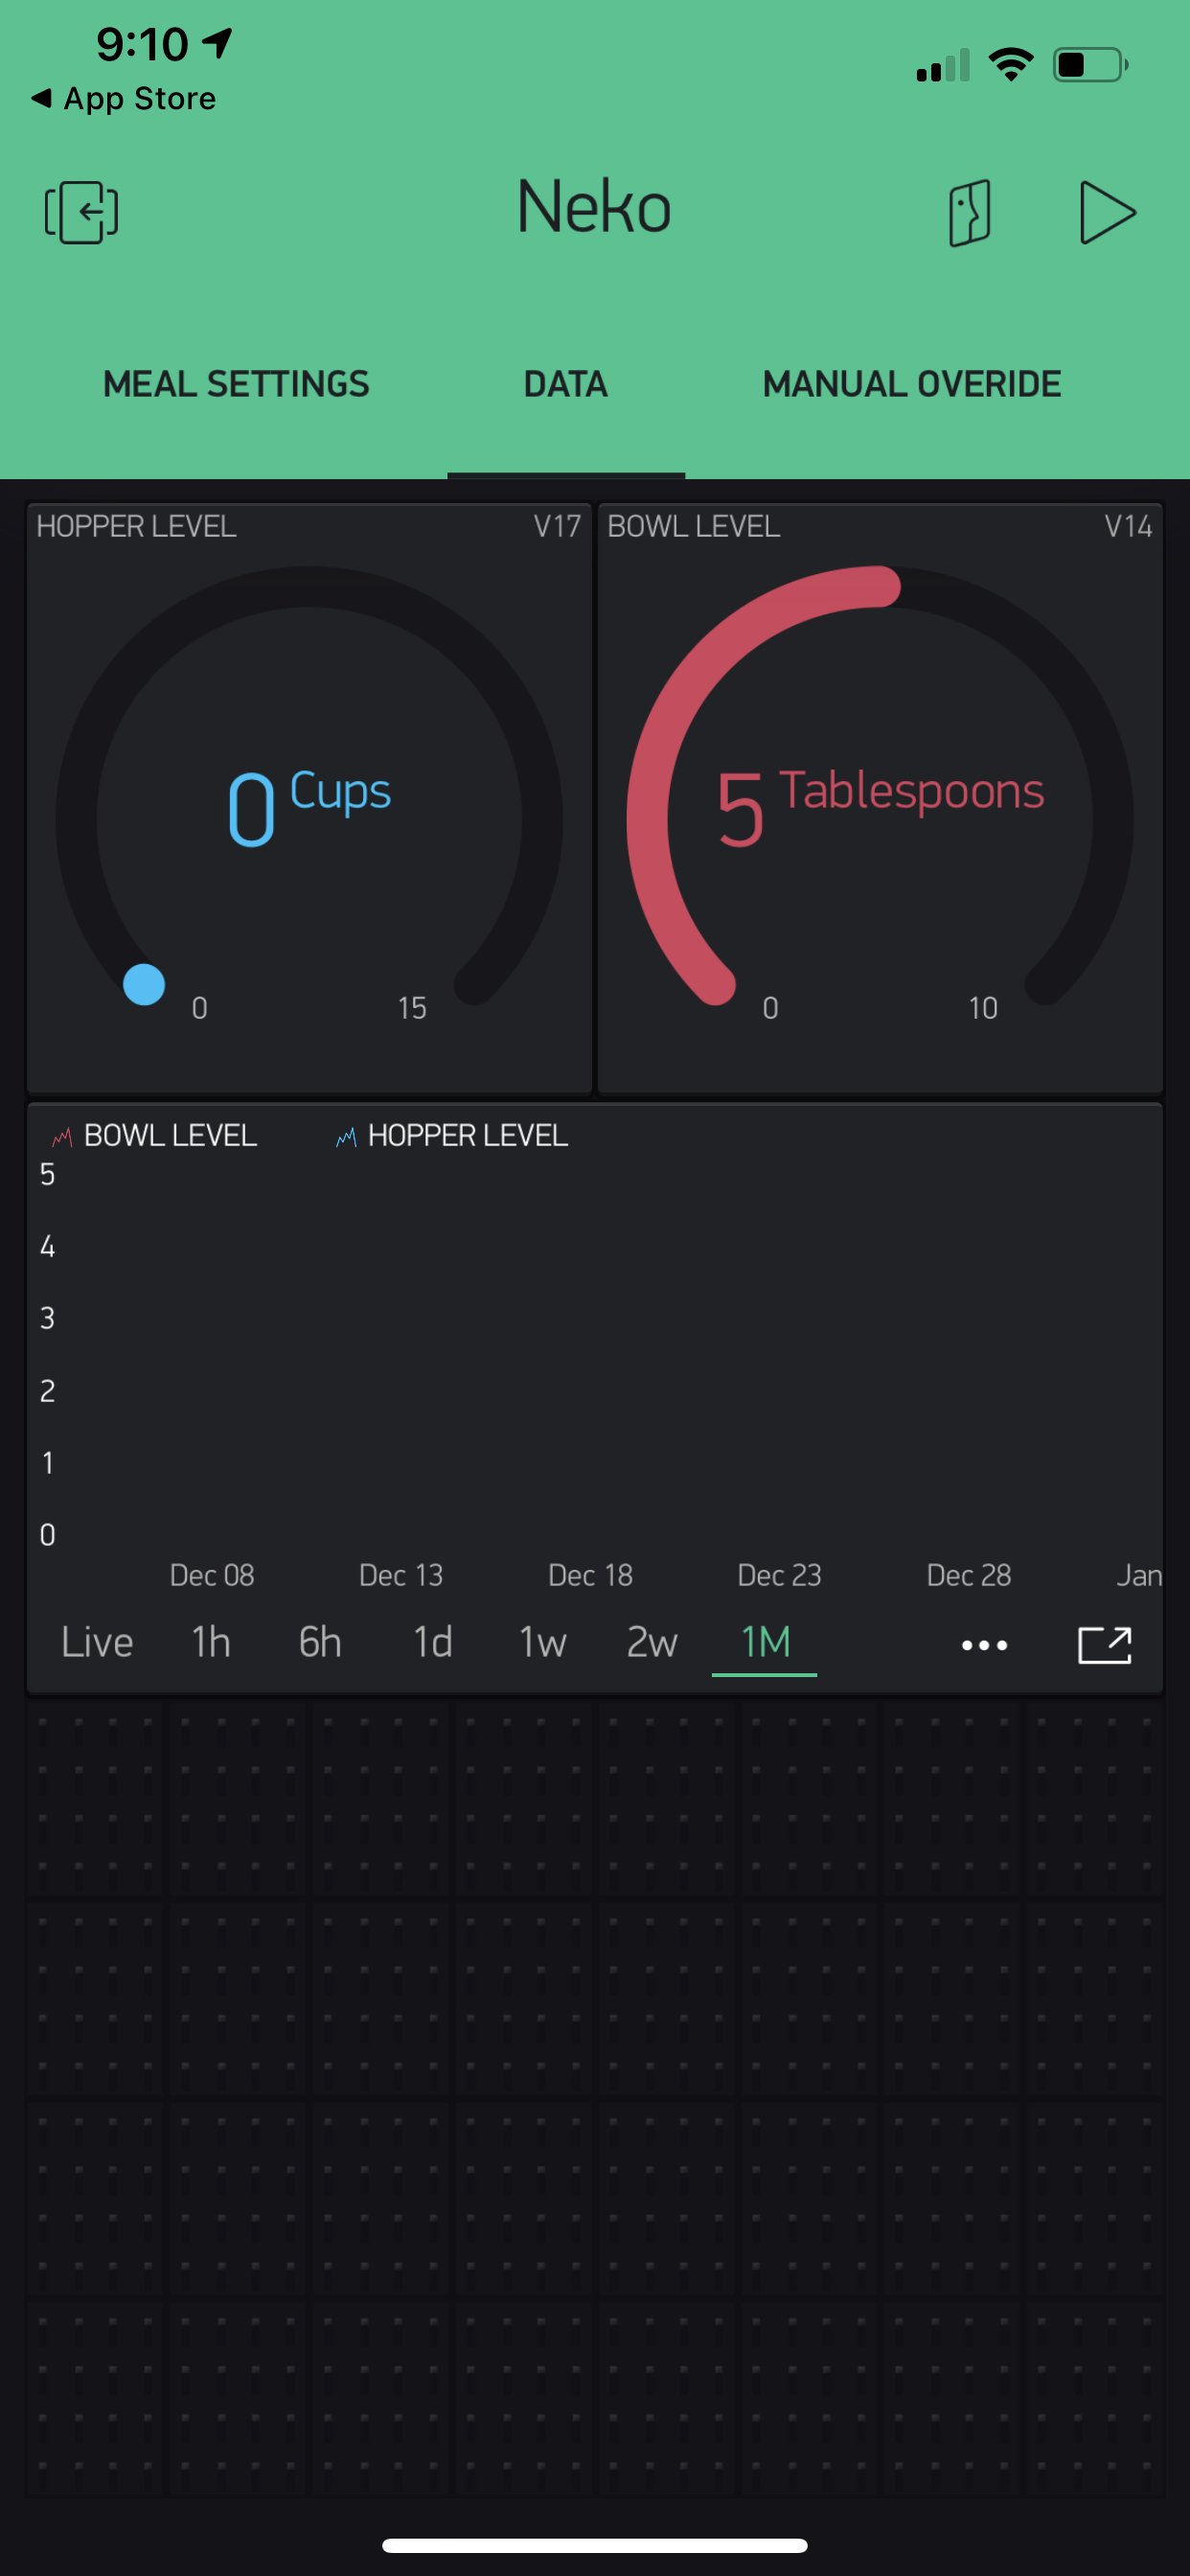 9:10
App Store
Neko
MEAL SETTINGS DATA MANUAL OVERIDE
HOPPER LEVEL V17 BOWL LEVEL V14
0 Cups 5 Tablespoons
0 15 0 10
BOWL LEVEL HOPPER LEVEL
5
4
3
2
1
0
Dec 08 Dec 13 Dec 18 Dec 23 Dec 28 Jan
Live 1h 6h 1d 1w 2w 1M